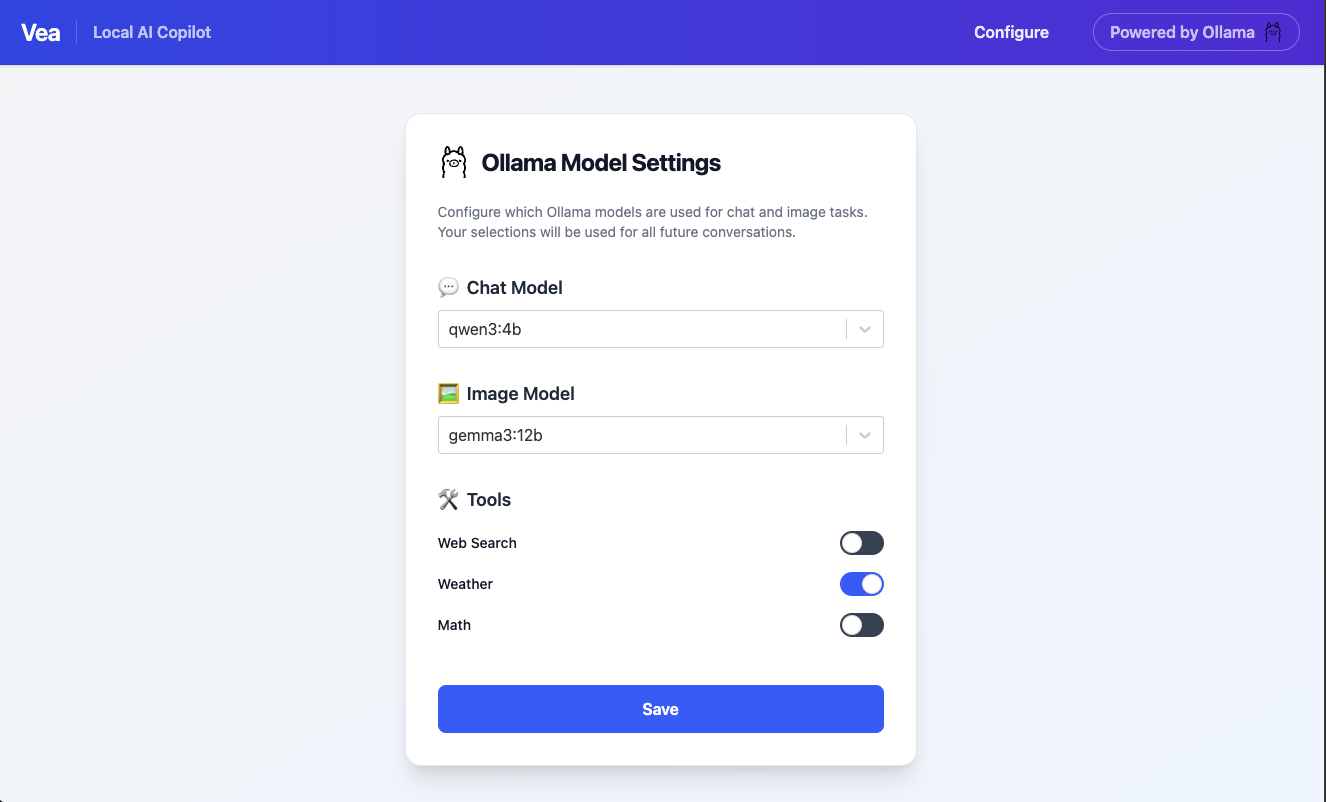 Vea
Local AI Copilot
Configure
Powered by Ollama
Ollama Model Settings
Configure which Ollama models are used for chat and image tasks.
Your selections will be used for all future conversations.
Chat Model
qwen3:4b
Image Model
gemma3:12b
Tools
Web Search
Weather
Math
Save